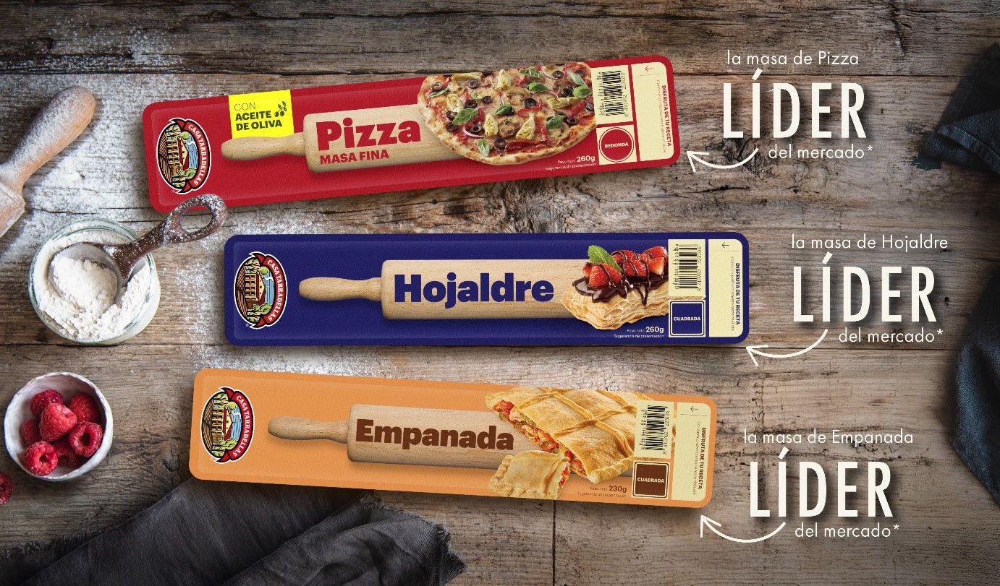 la masa de Pizza
LÍDER
del mercado*
CASA TARRADELLAS
CON
ACEITE
DE OLIVA
Pizza
MASA FINA
REDONDA
Peso neto 260g
Sugerencia de presentación
DISFRUTA DE TU RECETA
la masa de Hojaldre
LÍDER
del mercado*
CASA TARRADELLAS
Hojaldre
CUADRADA
Peso neto 260g
Sugerencia de presentación
DISFRUTA DE TU RECETA
la masa de Empanada
LÍDER
del mercado*
CASA TARRADELLAS
Empanada
CUADRADA
Peso neto 230g
Sugerencia de presentación
DISFRUTA DE TU RECETA